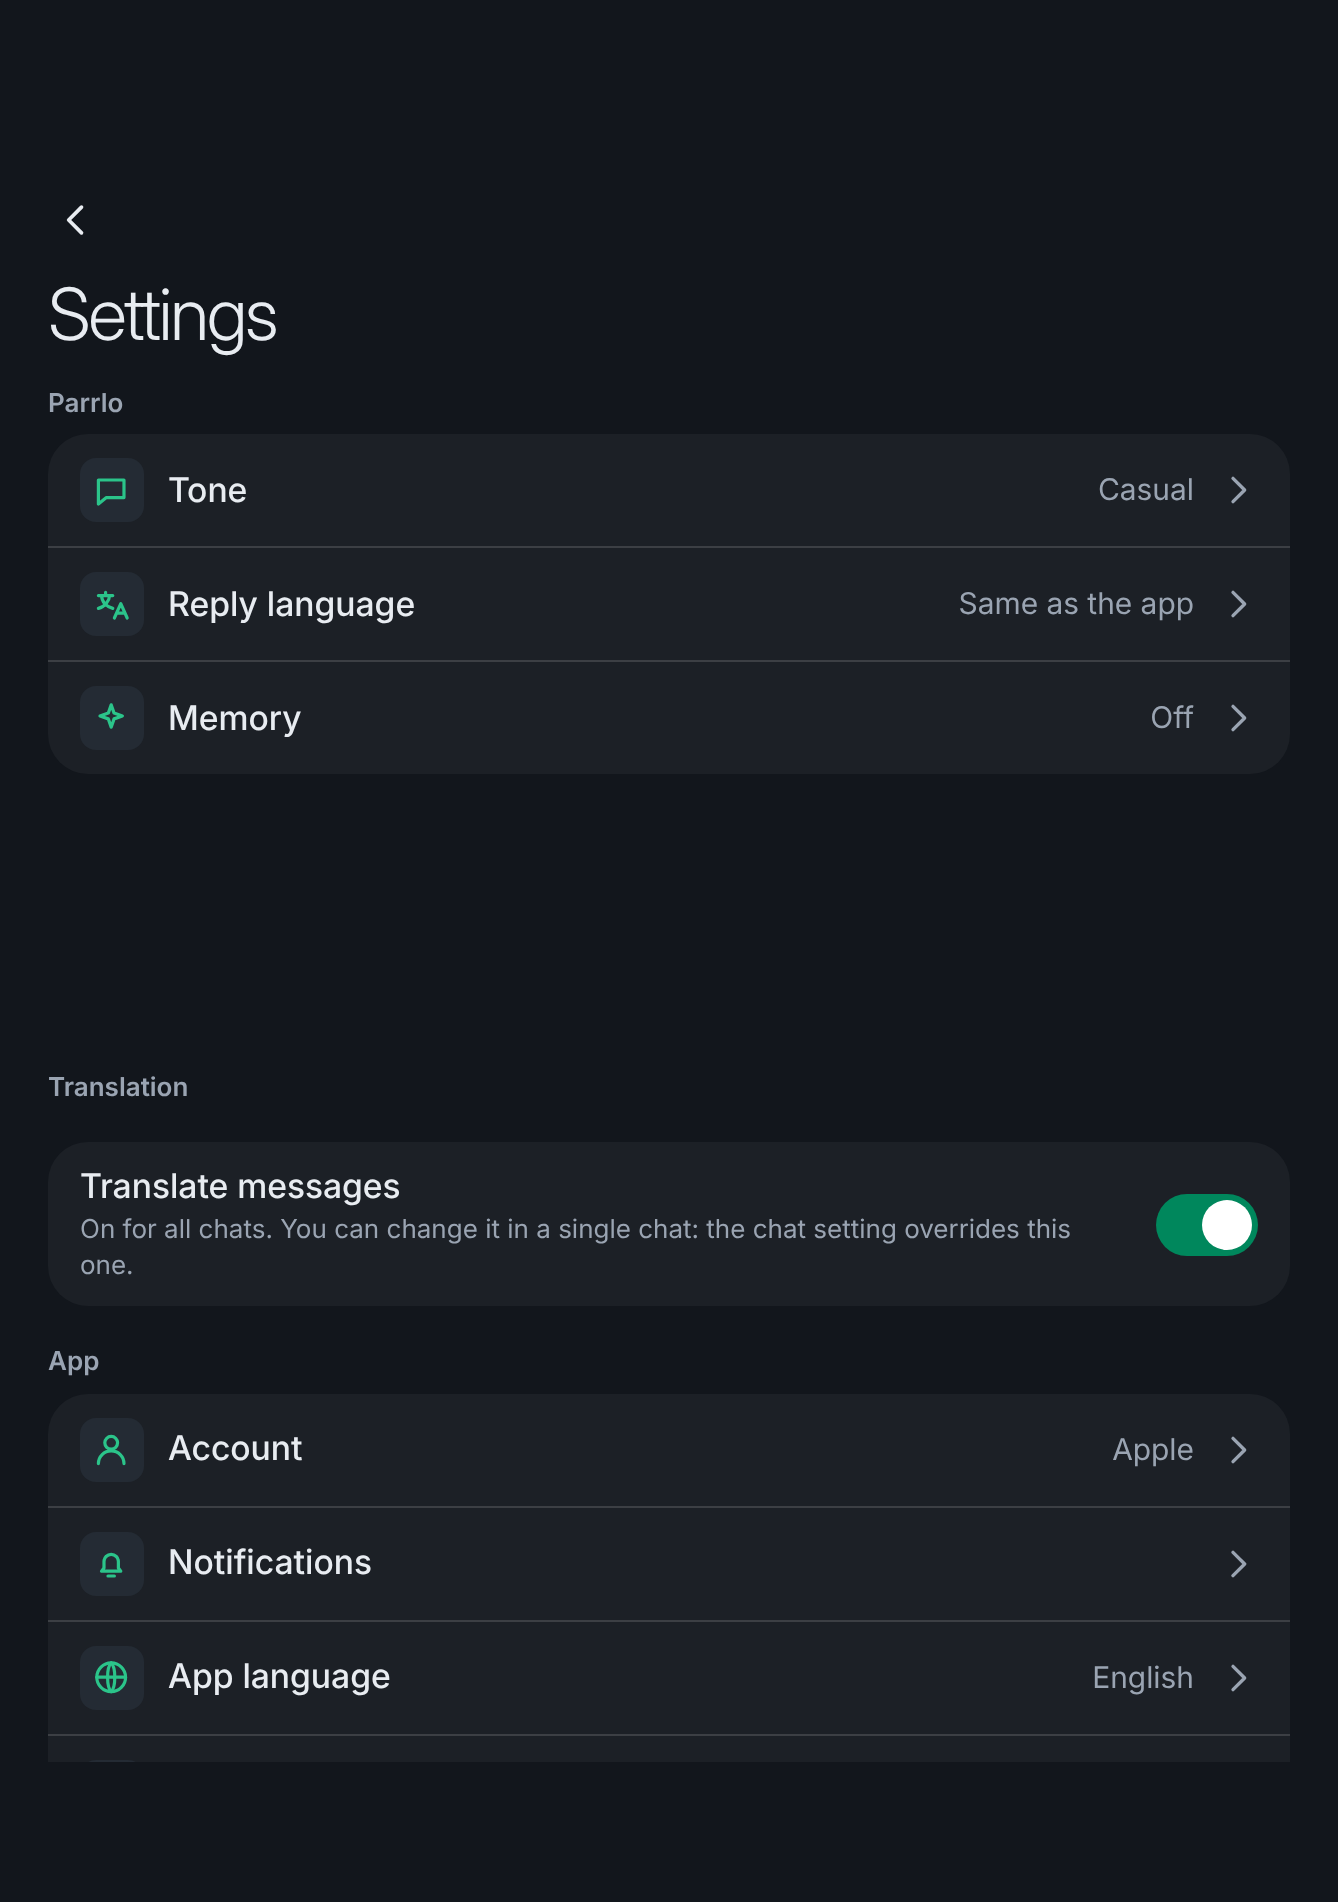 Settings
Parrlo
Tone
Casual
Reply language
Same as the app
Memory
Off
Translation
Translate messages
On for all chats. You can change it in a single chat: the chat setting overrides this
one.
App
Account
Apple
Notifications
App language
English